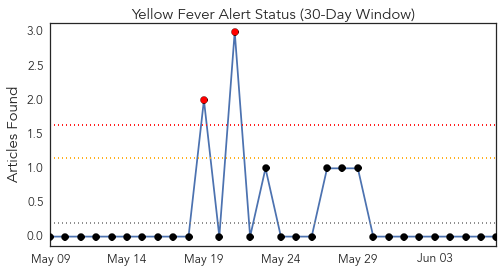 Yellow Fever Alert Status (30-Day Window)
Articles Found
3.0
2.5
2.0
1.5
1.0
0.5
0.0
May 09
May 14
May 19
May 24
May 29
Jun 03